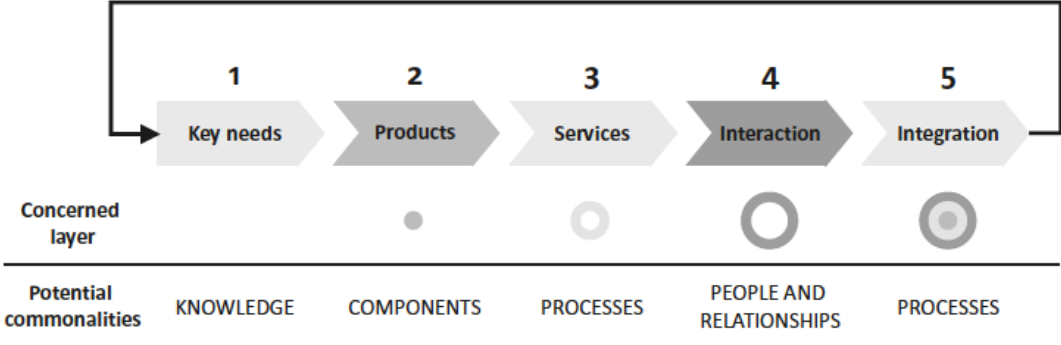 1 2 3 4 5
Key needs Products Services Interaction Integration
Concerned
layer
Potential
commonalities
KNOWLEDGE COMPONENTS PROCESSES PEOPLE AND
RELATIONSHIPS PROCESSES